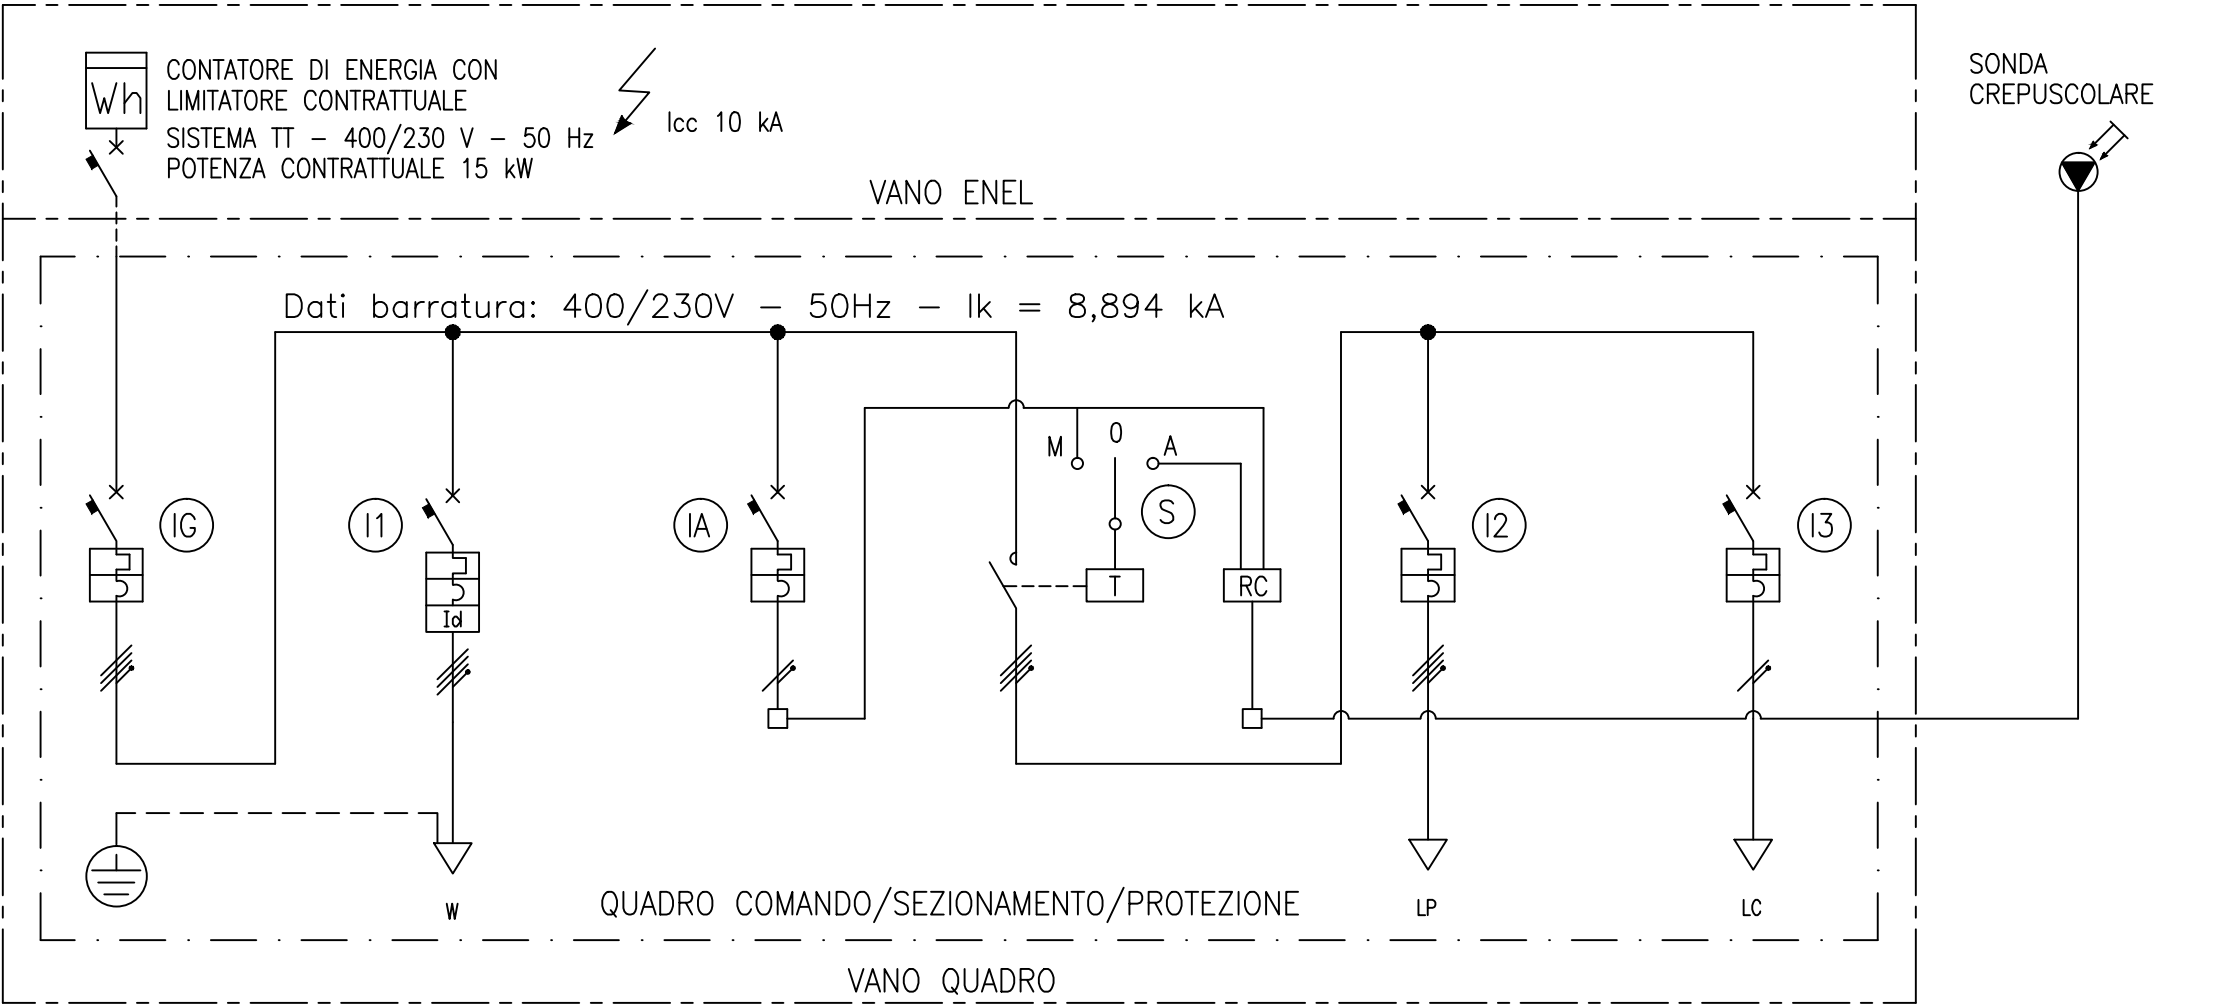 CONTATORE DI ENERGIA CON
LIMITATORE CONTRATTUALE
SISTEMA TT – 400/230 V – 50 Hz
POTENZA CONTRATTUALE 15 kW
Wh
Icc 10 kA
VANO ENEL
SONDA
CREPUSCOLARE
Dati barratura: 400/230V – 50Hz – Ik = 8,894 kA
M
0
A
S
IG
I1
IA
I2
I3
T
RC
Id
W
QUADRO COMANDO/SEZIONAMENTO/PROTEZIONE
LP
LC
VANO QUADRO